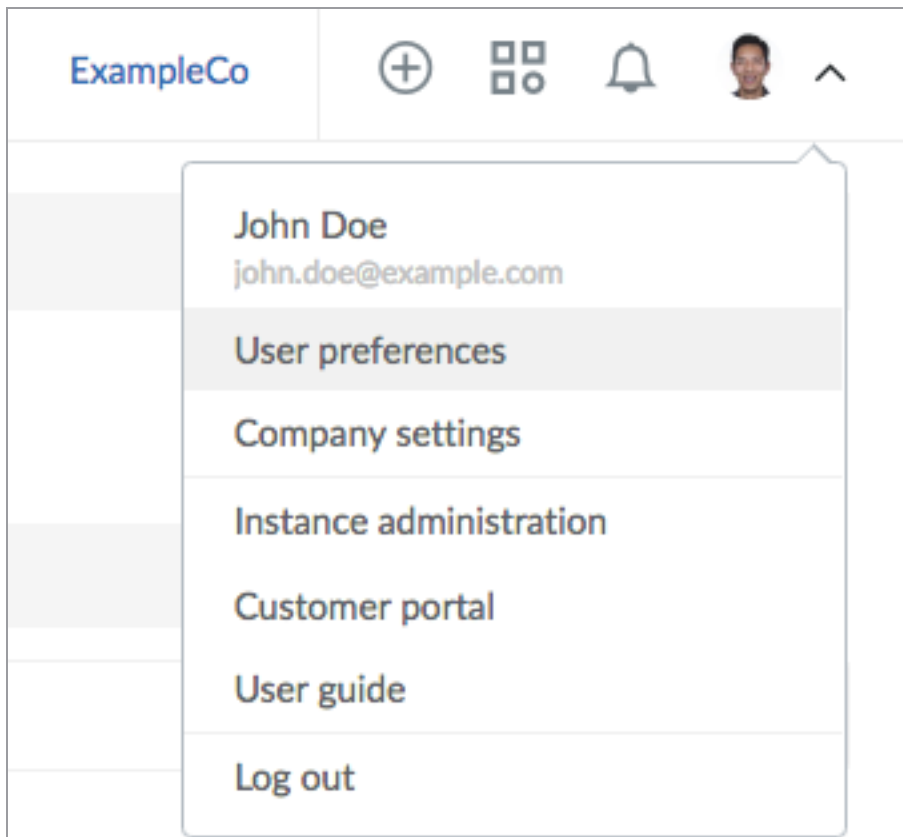 ExampleCo
John Doe
john.doe@example.com
User preferences
Company settings
Instance administration
Customer portal
User guide
Log out